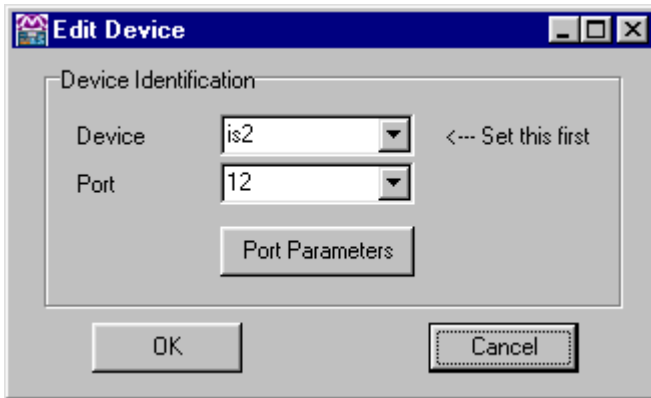 Edit Device
Device Identification
Device is2 <--- Set this first
Port 12
Port Parameters
OK Cancel